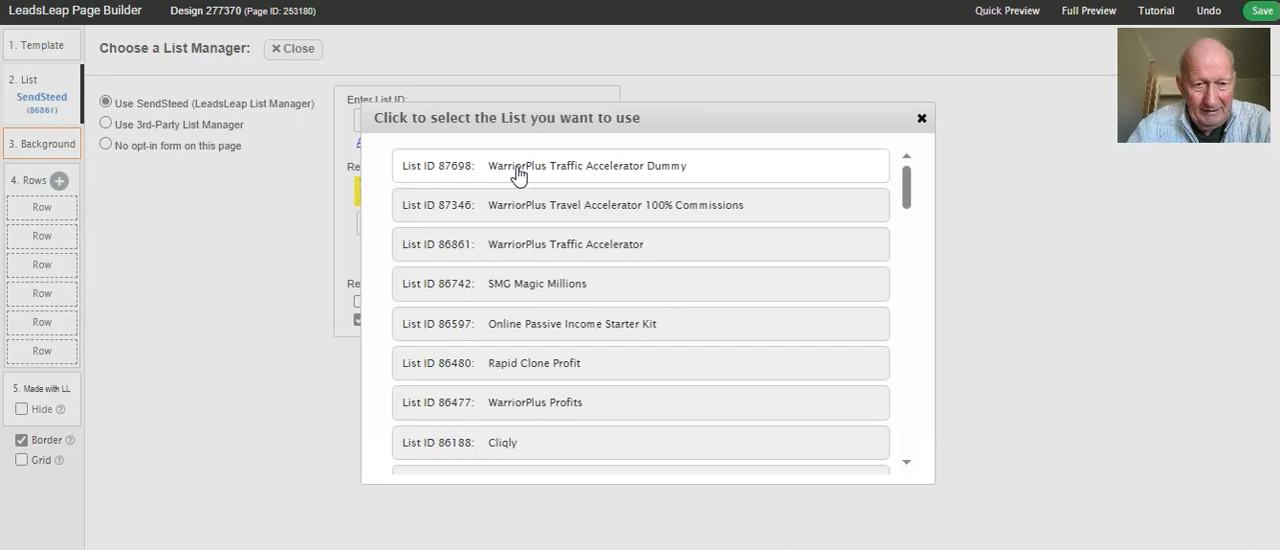 LeadsLeap Page Builder
Design 277370 (Page ID: 253180)
Quick Preview
Full Preview
Tutorial
Undo
Save
1. Template
Choose a List Manager:
× Close
2. List
SendSteed
(86861)
Use SendSteed (LeadsLeap List Manager)
Use 3rd-Party List Manager
No opt-in form on this page
Enter List ID:
Re
Re
3. Background
4. Rows +
Row
Row
Row
Row
Row
Row
5. Made with LL
Hide ?
Border ?
Grid ?
Click to select the List you want to use
×
List ID 87698: WarriorPlus Traffic Accelerator Dummy
List ID 87346: WarriorPlus Travel Accelerator 100% Commissions
List ID 86861: WarriorPlus Traffic Accelerator
List ID 86742: SMG Magic Millions
List ID 86597: Online Passive Income Starter Kit
List ID 86480: Rapid Clone Profit
List ID 86477: WarriorPlus Profits
List ID 86188: Cliqly